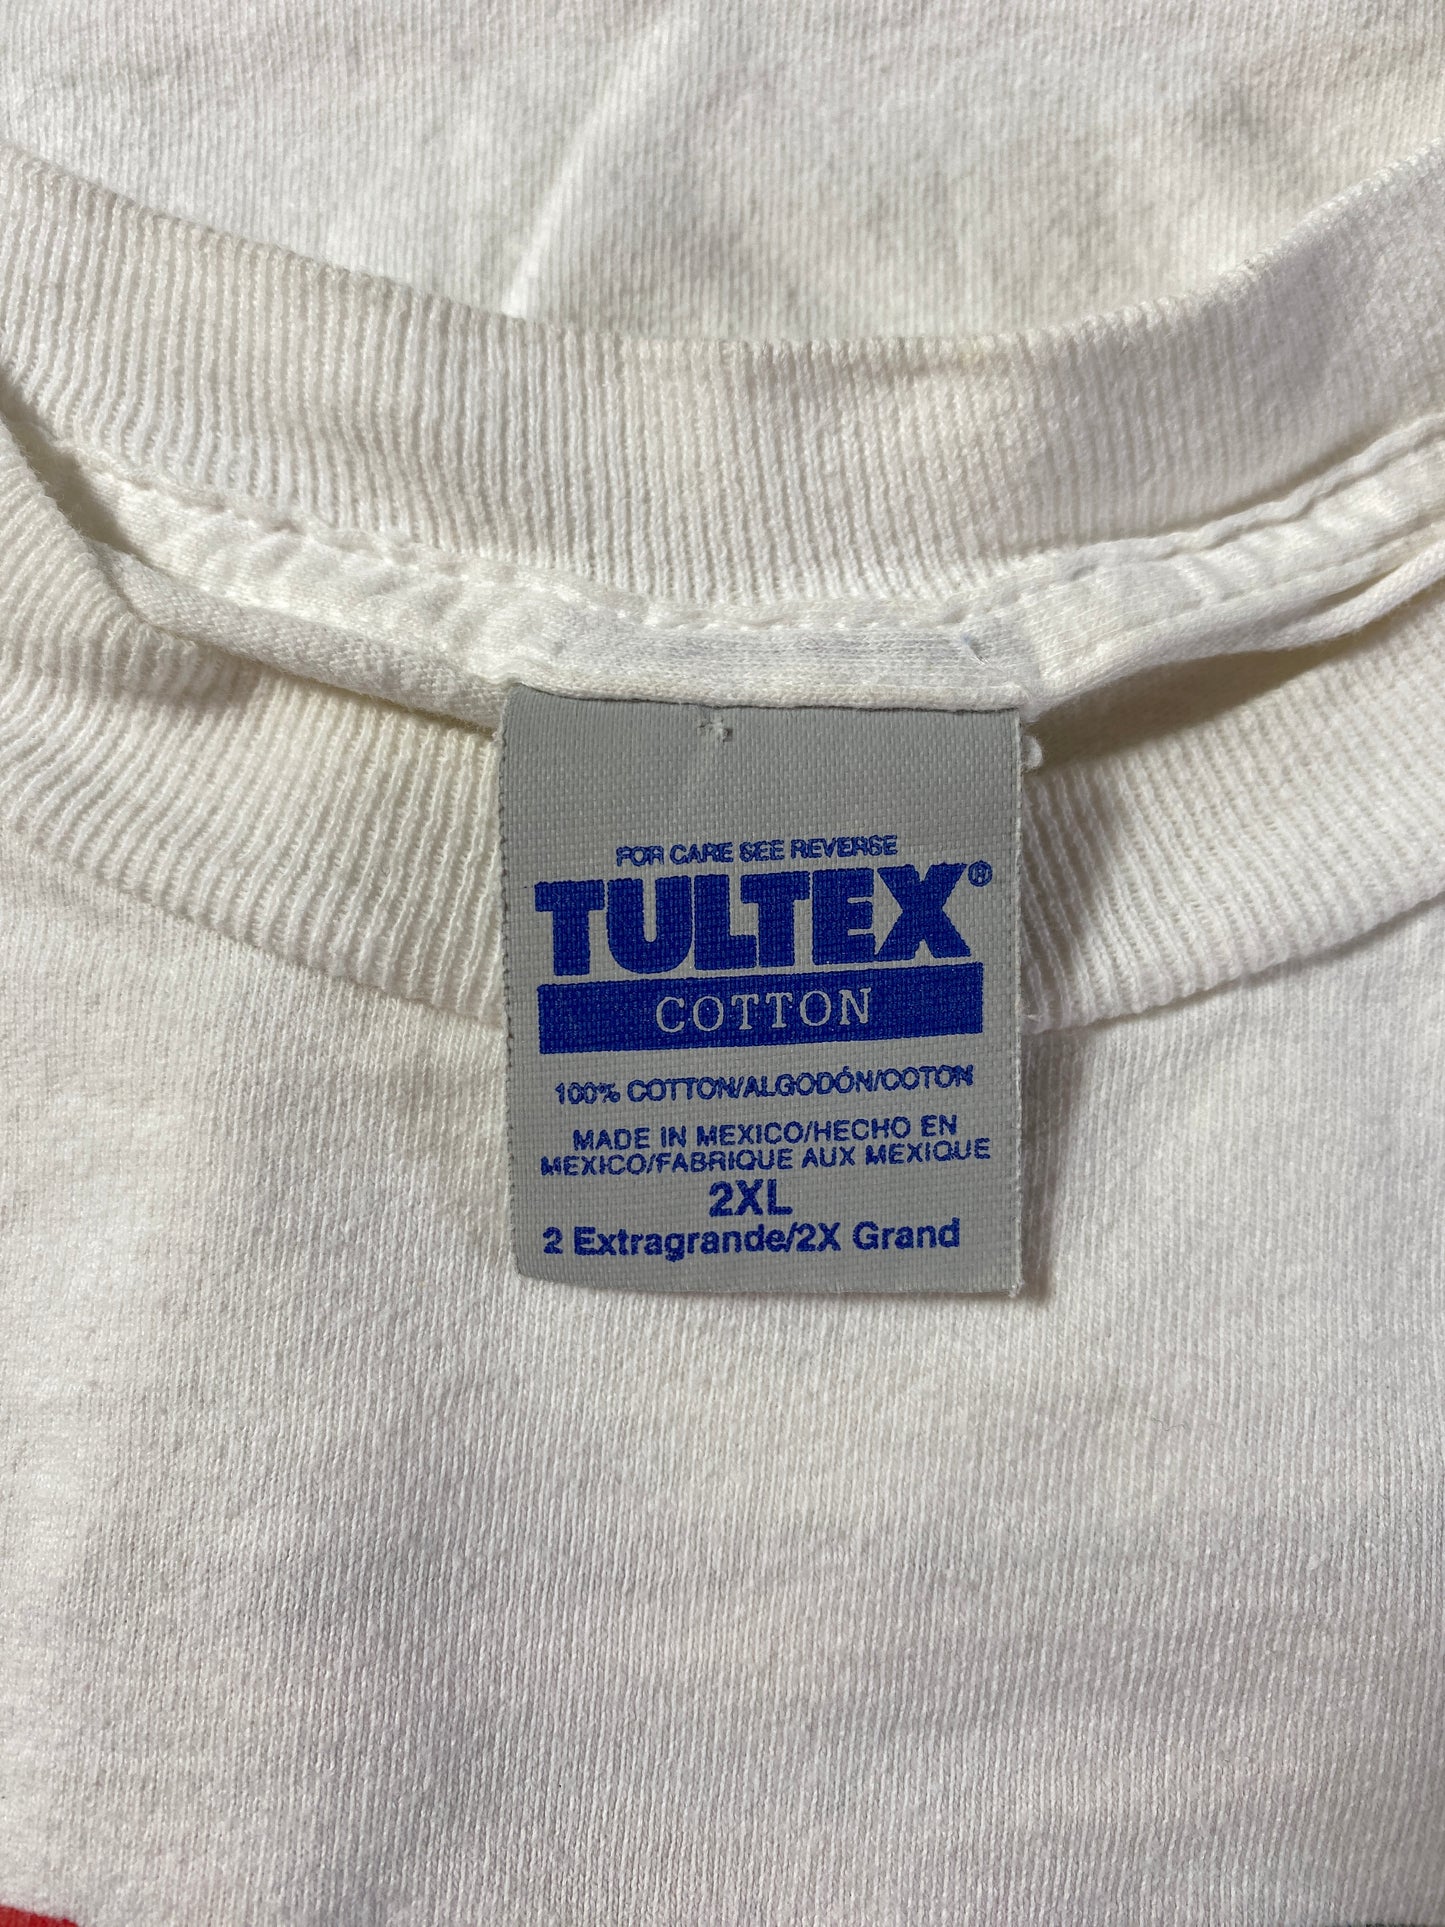 FOR CARE SEE REVERSE
TULTEX®
COTTON
100% COTTON/ALGODÓN/COTON
MADE IN MEXICO/HECHO EN
MEXICO/FABRIQUE AUX MEXIQUE
2XL
2 Extragrande/2X Grand